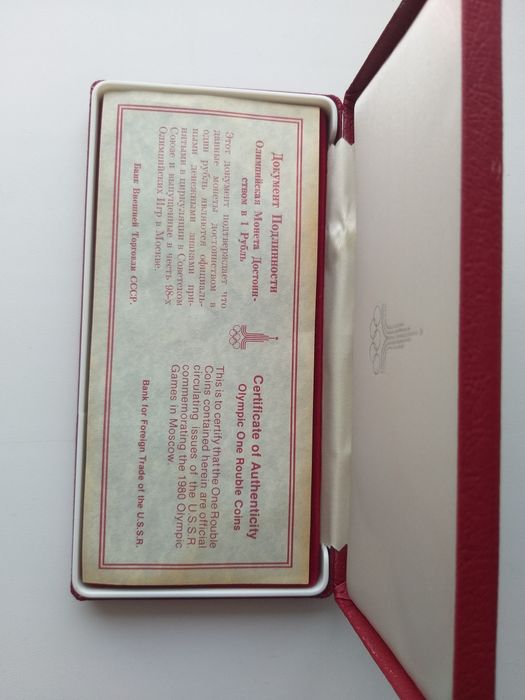 Документ Подлинности
Олимпийская Монета Достоин-
ством в 1 Рубль
Этот документ подтверждает что
данные монеты достоинством в
один рубль являются официаль-
ными денежными знаками при-
нятыми в циркуляции в Советском
Союзе и выпущенные в честь 98-х
Олимпийских Игр в Москве.
Банк Внешней Торговли СССР.
Certificate of Authenticity
Olympic One Rouble Coins
This is to certify that the One Rouble
Coins contained herein are official
circulating issues of the U.S.S.R.
commemorating the 1980 Olympic
Games in Moscow.
Bank for Foreign Trade of the U.S.S.R.